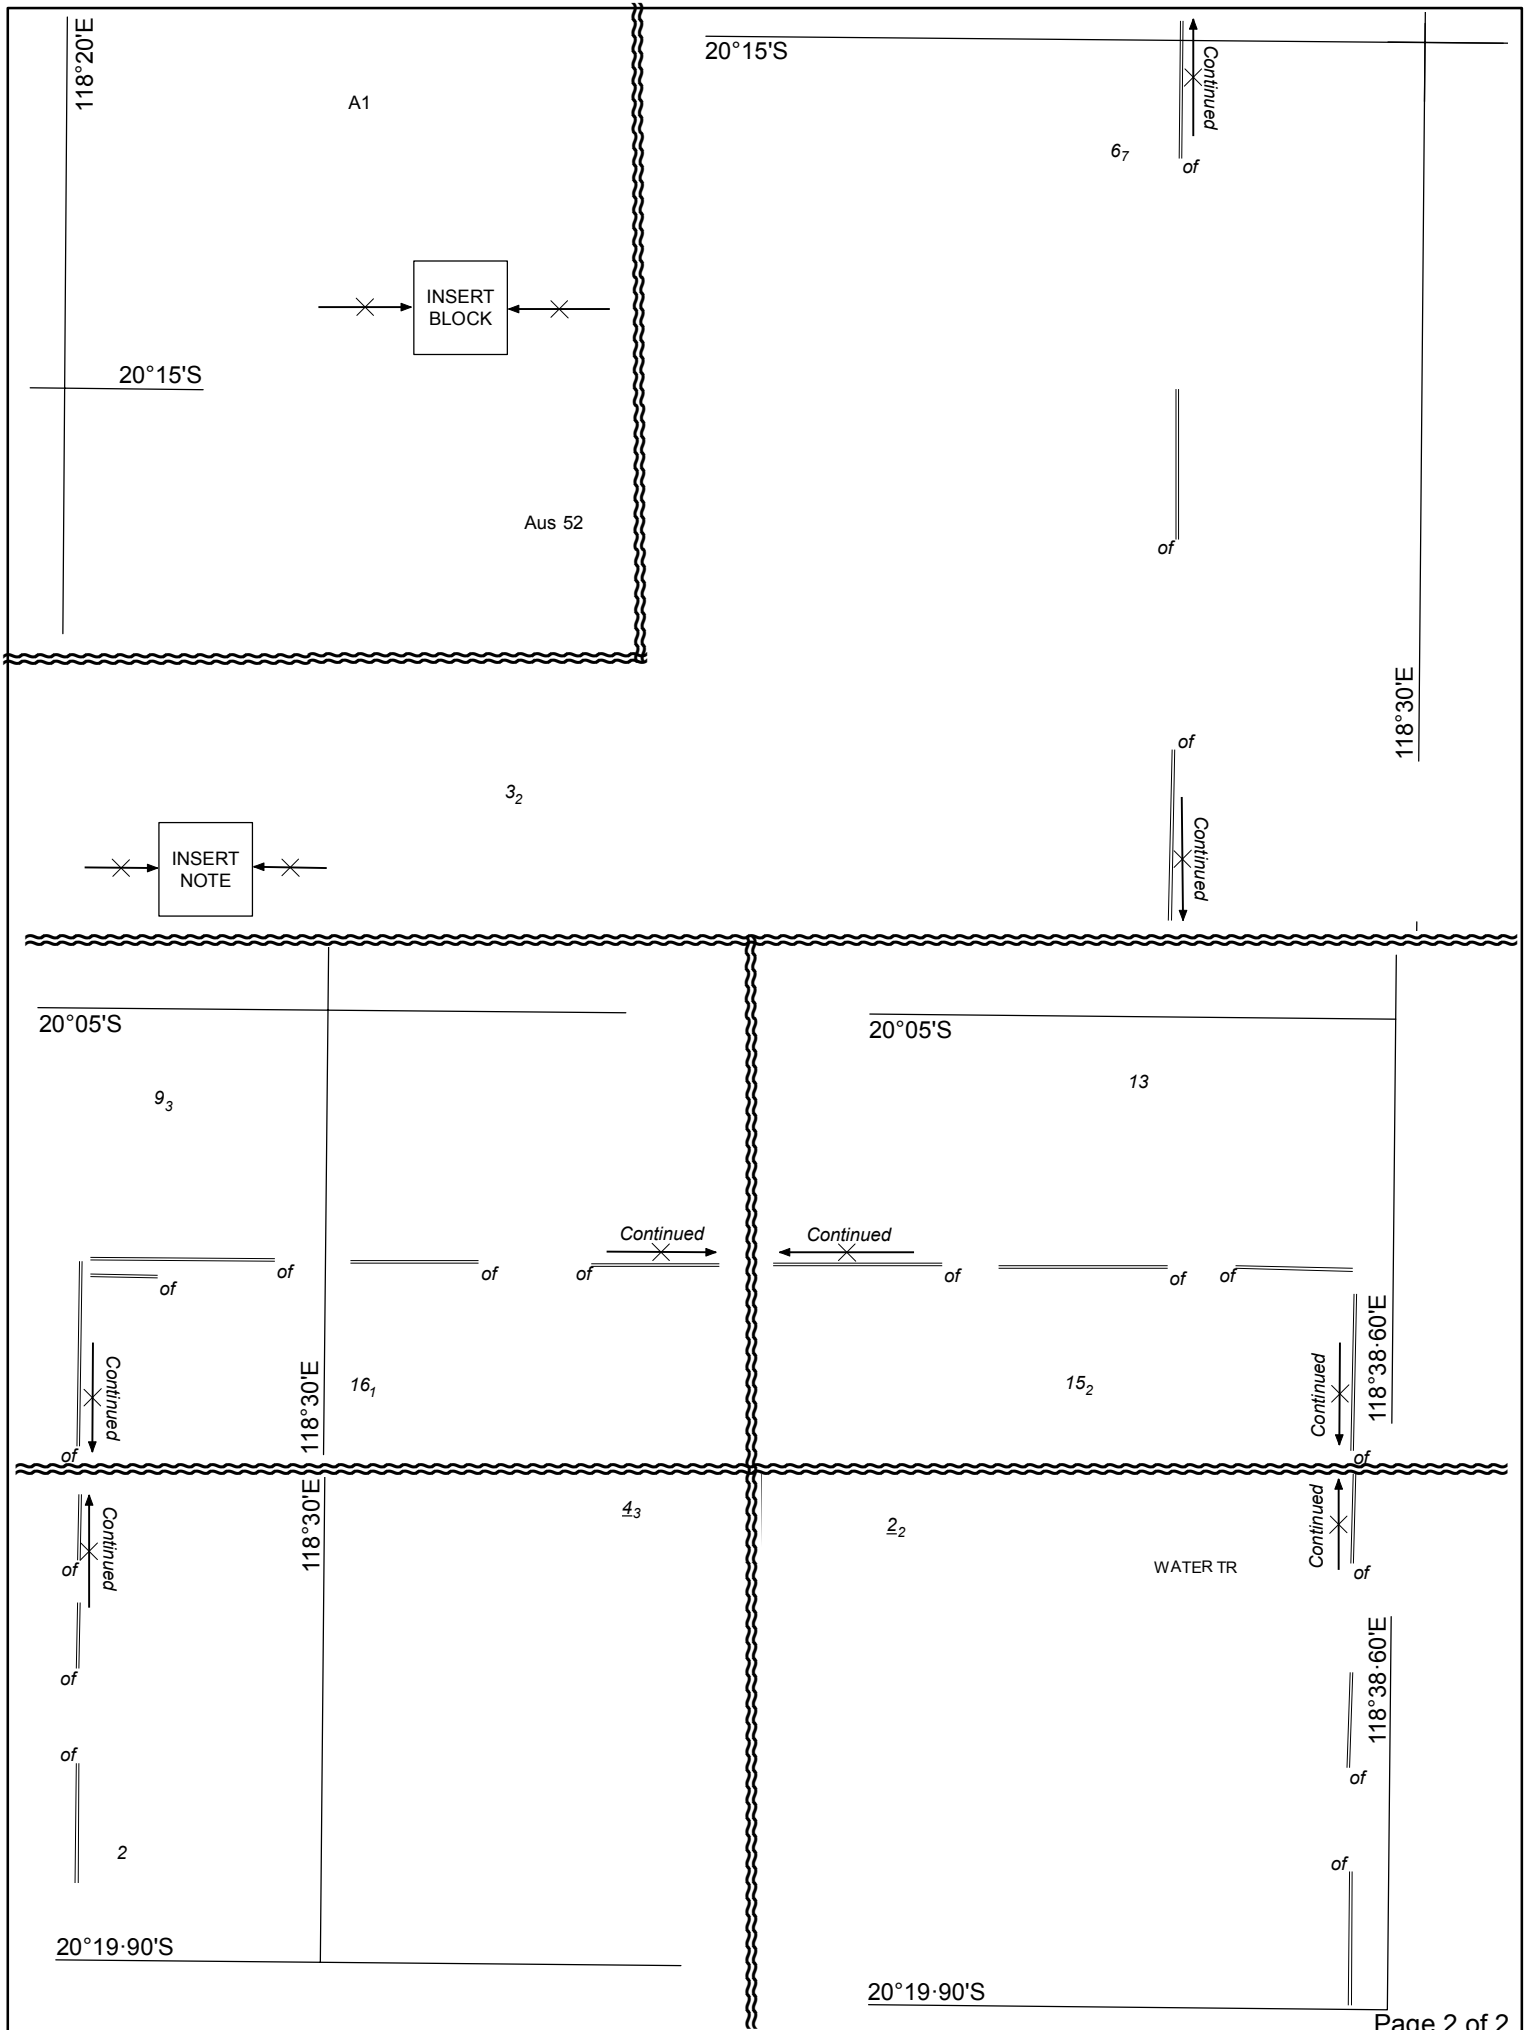 118°20'E
A1
INSERT
BLOCK
20°15'S
Aus 52
20°15'S
Continued
6₇
of
of
118°30'E
of
3₂
Continued
INSERT
NOTE
20°05'S
9₃
Continued
of
of
of
of
Continued
118°30'E
16₁
of
20°05'S
13
Continued
of
of
of
118°38·60'E
Continued
15₂
of
118°30'E
4₃
Continued
of
of
of
2
20°19·90'S
2₂
WATER TR
Continued
of
118°38·60'E
of
of
20°19·90'S
Page 2 of 2